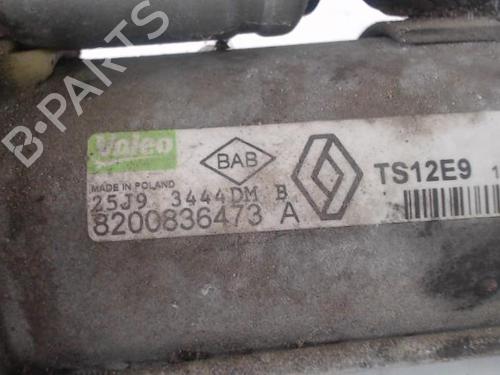 B-PARTS
Valeo
BAB
TS12E9
MADE IN POLAND
25J9 3444DM B
8200836473 A